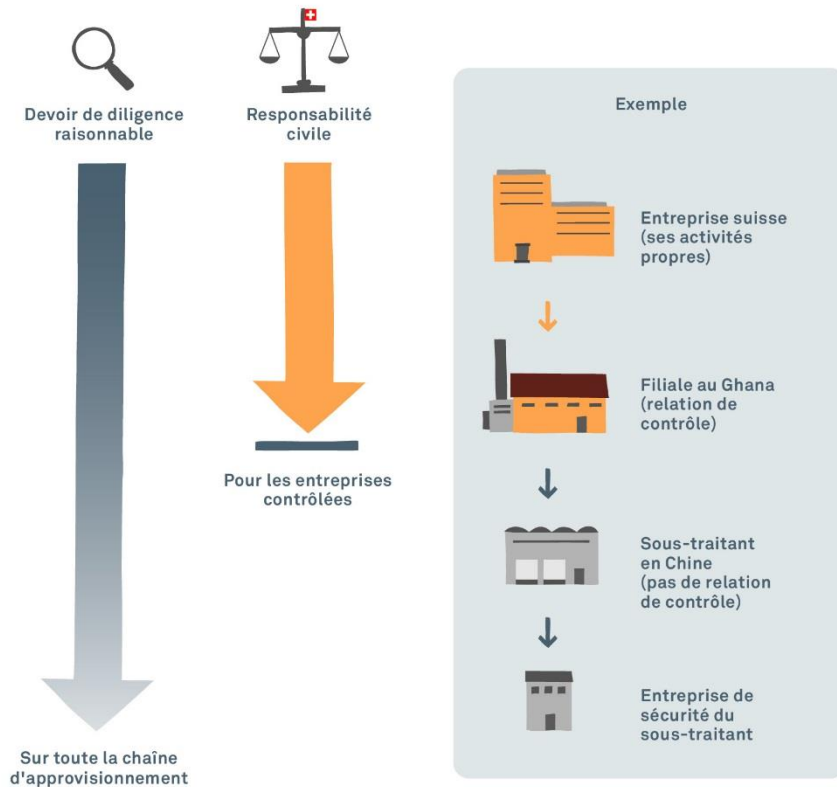 Devoir de diligence
raisonnable
Responsabilité
civile
Pour les entreprises
contrôlées
Sur toute la chaîne
d'approvisionnement
Exemple
Entreprise suisse
(ses activités
propres)
Filiale au Ghana
(relation de
contrôle)
Sous-traitant
en Chine
(pas de relation
de contrôle)
Entreprise de
sécurité du
sous-traitant